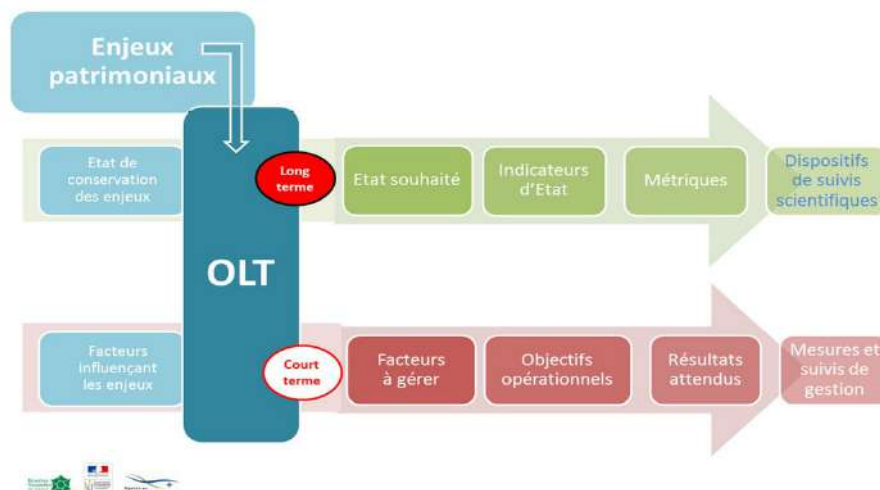 Enjeux
patrimoniaux
Etat de
conservation
des enjeux
Long
terme
Etat souhaité
Indicateurs
d'Etat
Métriques
Dispositifs
de suivis
scientifiques
OLT
Facteurs
influençant
les enjeux
Court
terme
Facteurs
à gérer
Objectifs
opérationnels
Résultats
attendus
Mesures et
suivis de
gestion